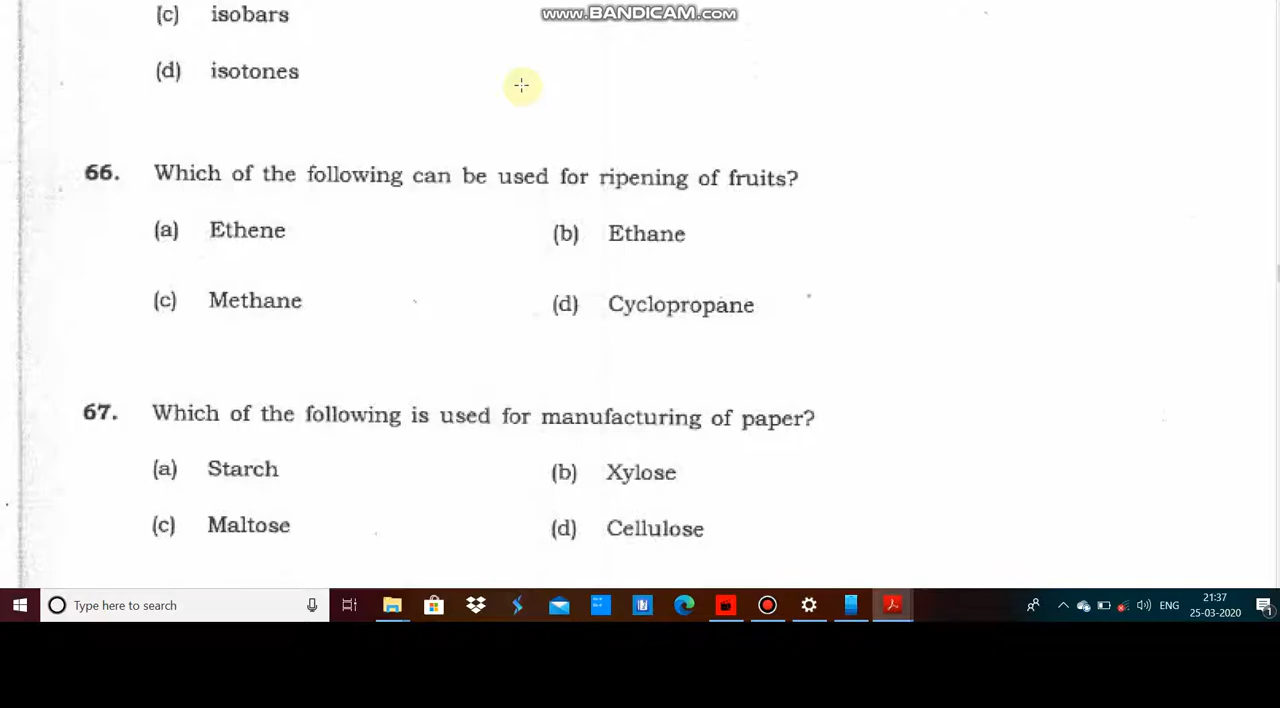 www.BANDICAM.com
(c) isobars
(d) isotones
66. Which of the following can be used for ripening of fruits?
(a) Ethene (b) Ethane
(c) Methane (d) Cyclopropane
67. Which of the following is used for manufacturing of paper?
(a) Starch (b) Xylose
(c) Maltose (d) Cellulose
Type here to search
ENG
21:37
25-03-2020
1